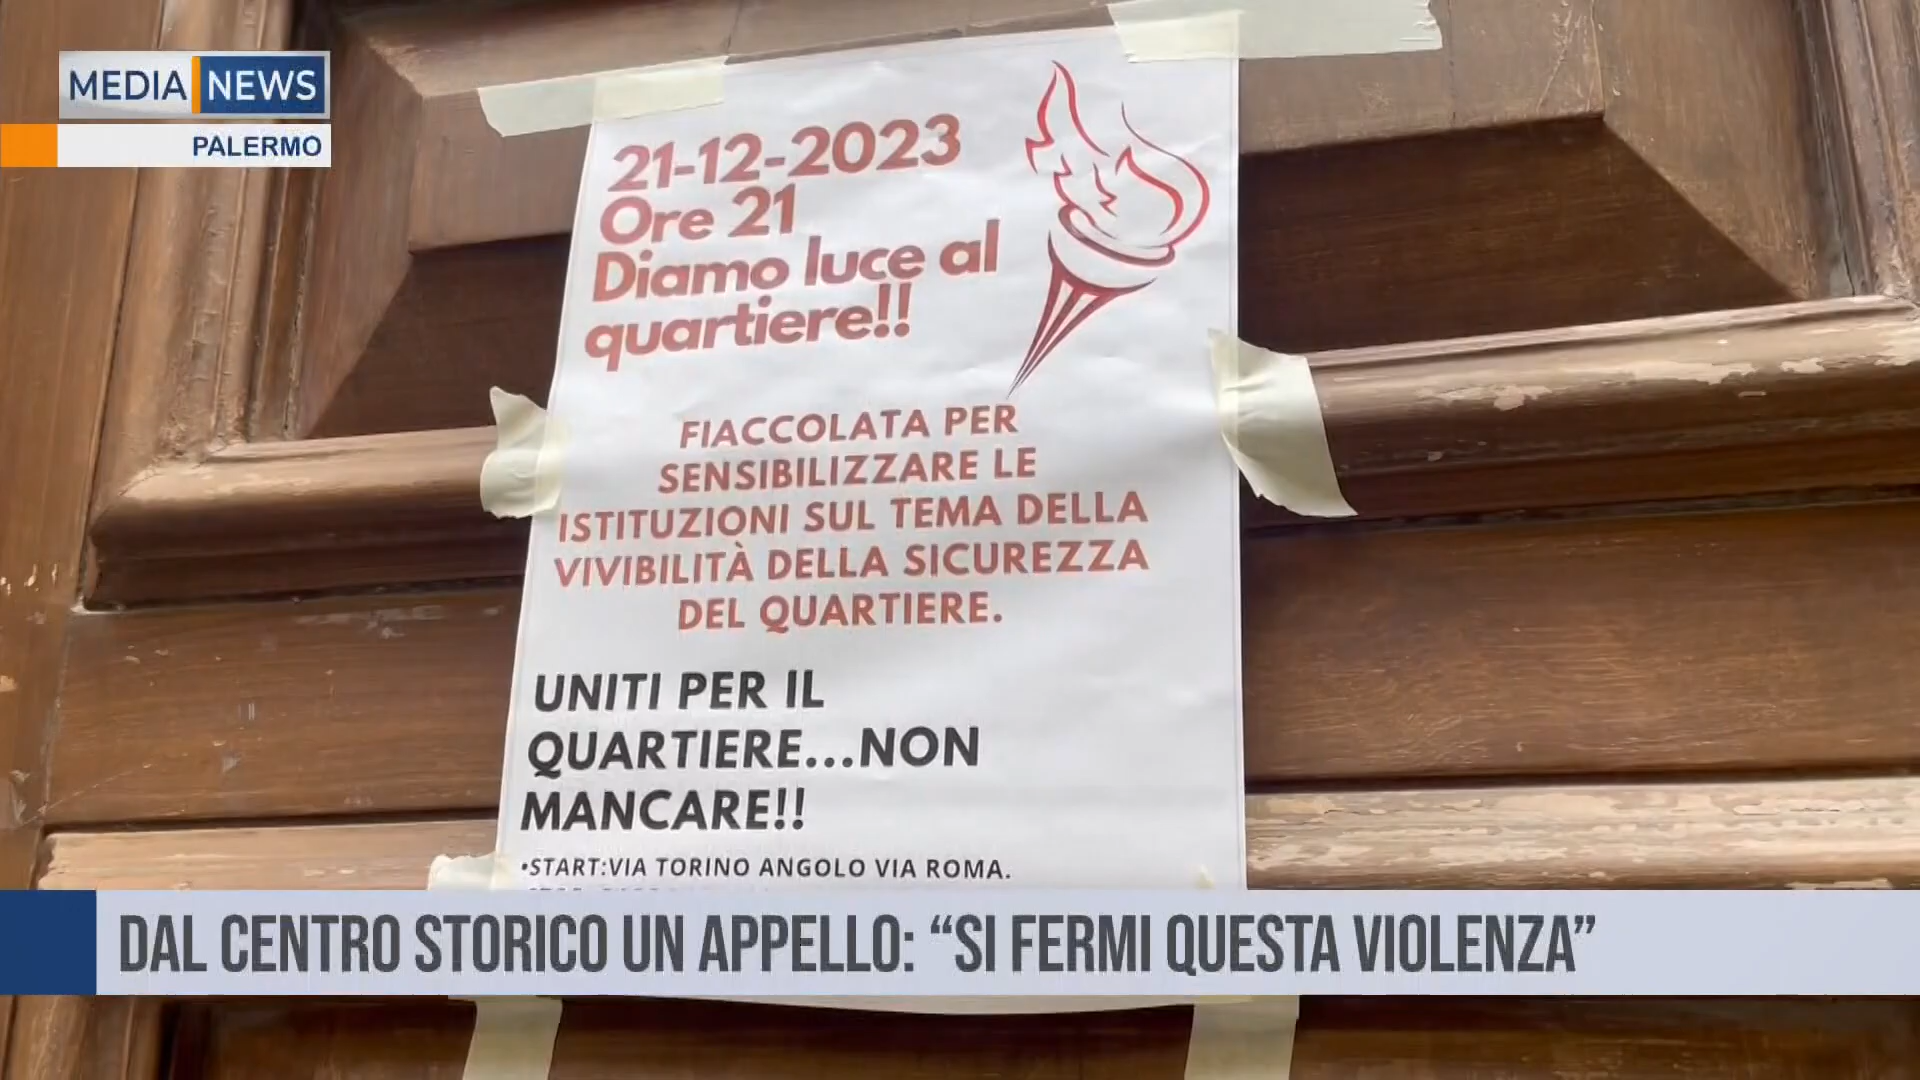 MEDIA NEWS
PALERMO
21-12-2023
Ore 21
Diamo luce al
quartiere!!
FIACCOLATA PER
SENSIBILIZZARE LE
ISTITUZIONI SUL TEMA DELLA
VIVIBILITÀ DELLA SICUREZZA
DEL QUARTIERE.
UNITI PER IL
QUARTIERE...NON
MANCARE!!
•START:VIA TORINO ANGOLO VIA ROMA.
DAL CENTRO STORICO UN APPELLO: “SI FERMI QUESTA VIOLENZA”